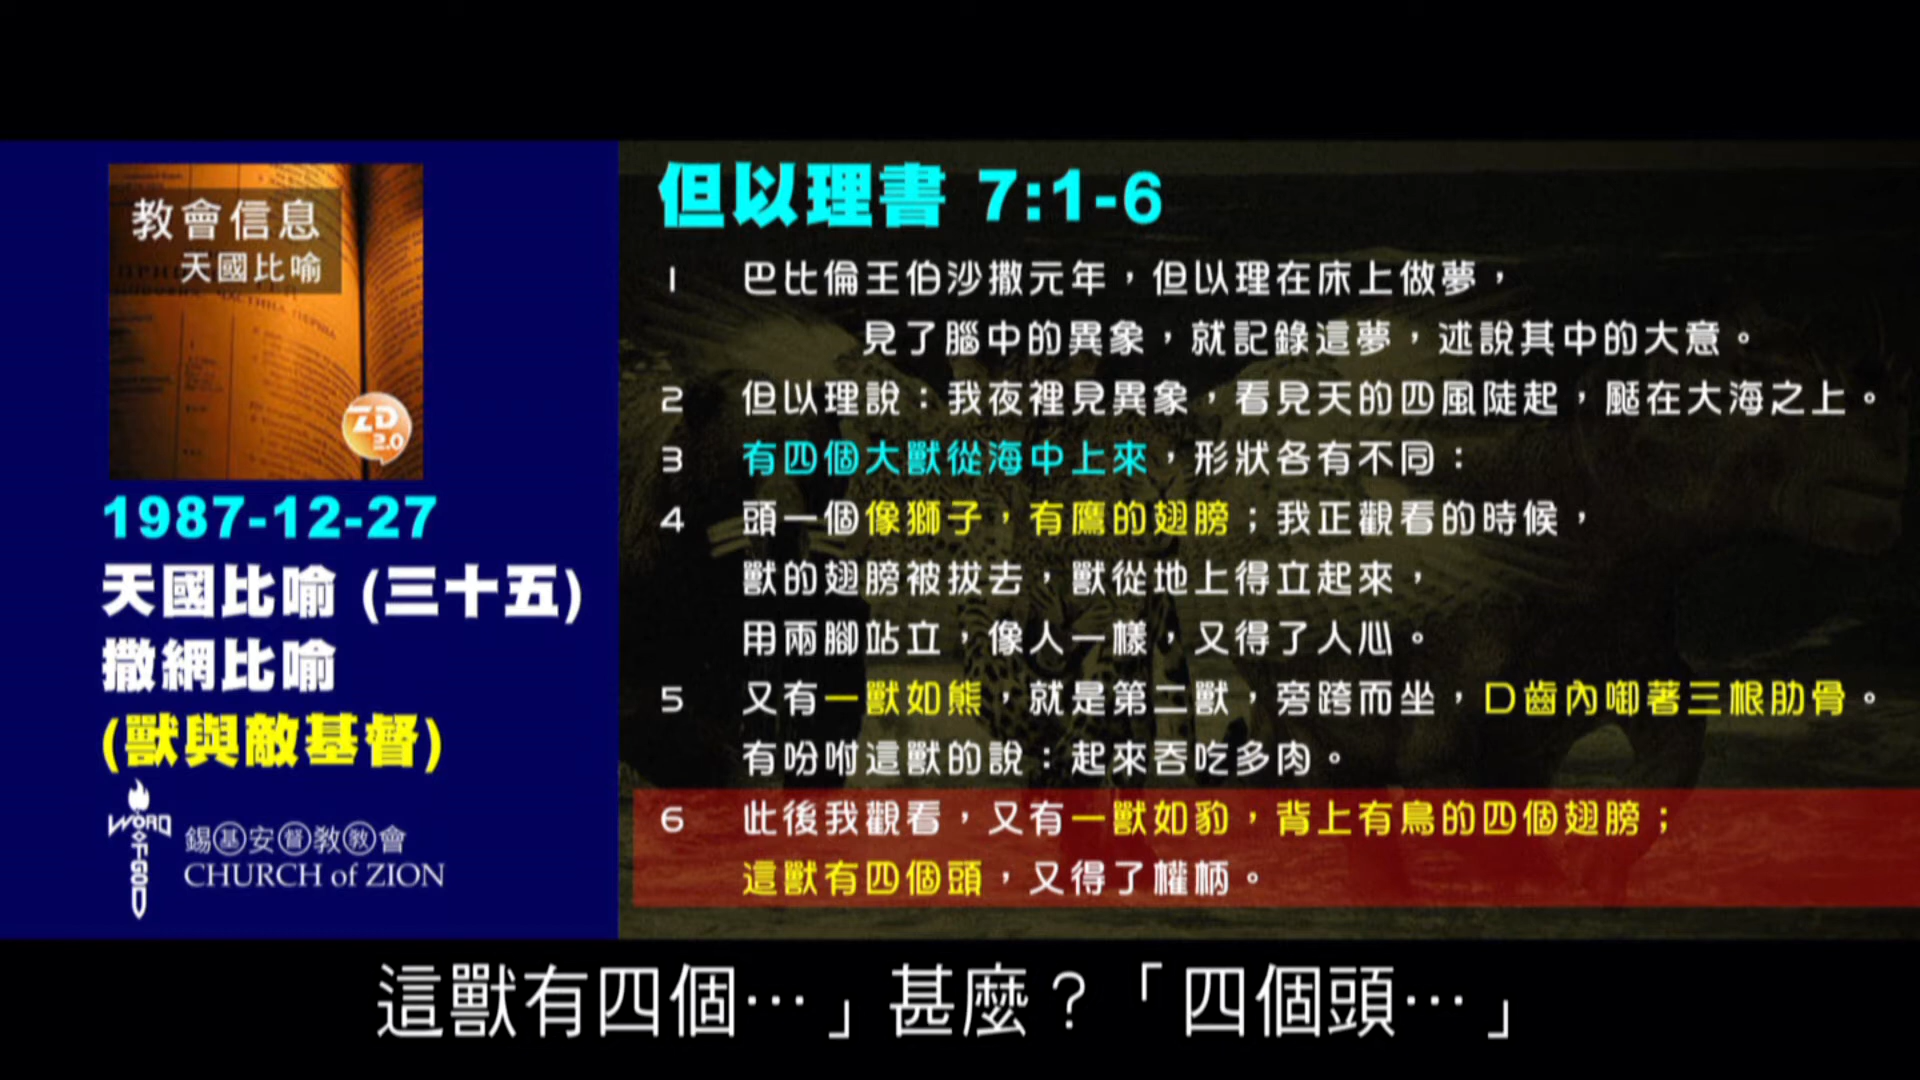 教會信息
天國比喻
ZD
2.0
1987-12-27
天國比喻 (三十五)
撒網比喻
(獸與敵基督)
WORD OF GOD
錫基安督教教會
CHURCH of ZION
但以理書 7:1-6
1 巴比倫王伯沙撒元年，但以理在床上做夢，
見了腦中的異象，就記錄這夢，述說其中的大意。
2 但以理說：我夜裡見異象，看見天的四風陡起，颳在大海之上。
3 有四個大獸從海中上來，形狀各有不同：
4 頭一個像獅子，有鷹的翅膀；我正觀看的時候，
獸的翅膀被拔去，獸從地上得立起來，
用兩腳站立，像人一樣，又得了人心。
5 又有一獸如熊，就是第二獸，旁跨而坐，口齒內啣著三根肋骨。
有吩咐這獸的說：起來吞吃多肉。
6 此後我觀看，又有一獸如豹，背上有鳥的四個翅膀；
這獸有四個頭，又得了權柄。
這獸有四個…」甚麼？「四個頭…」